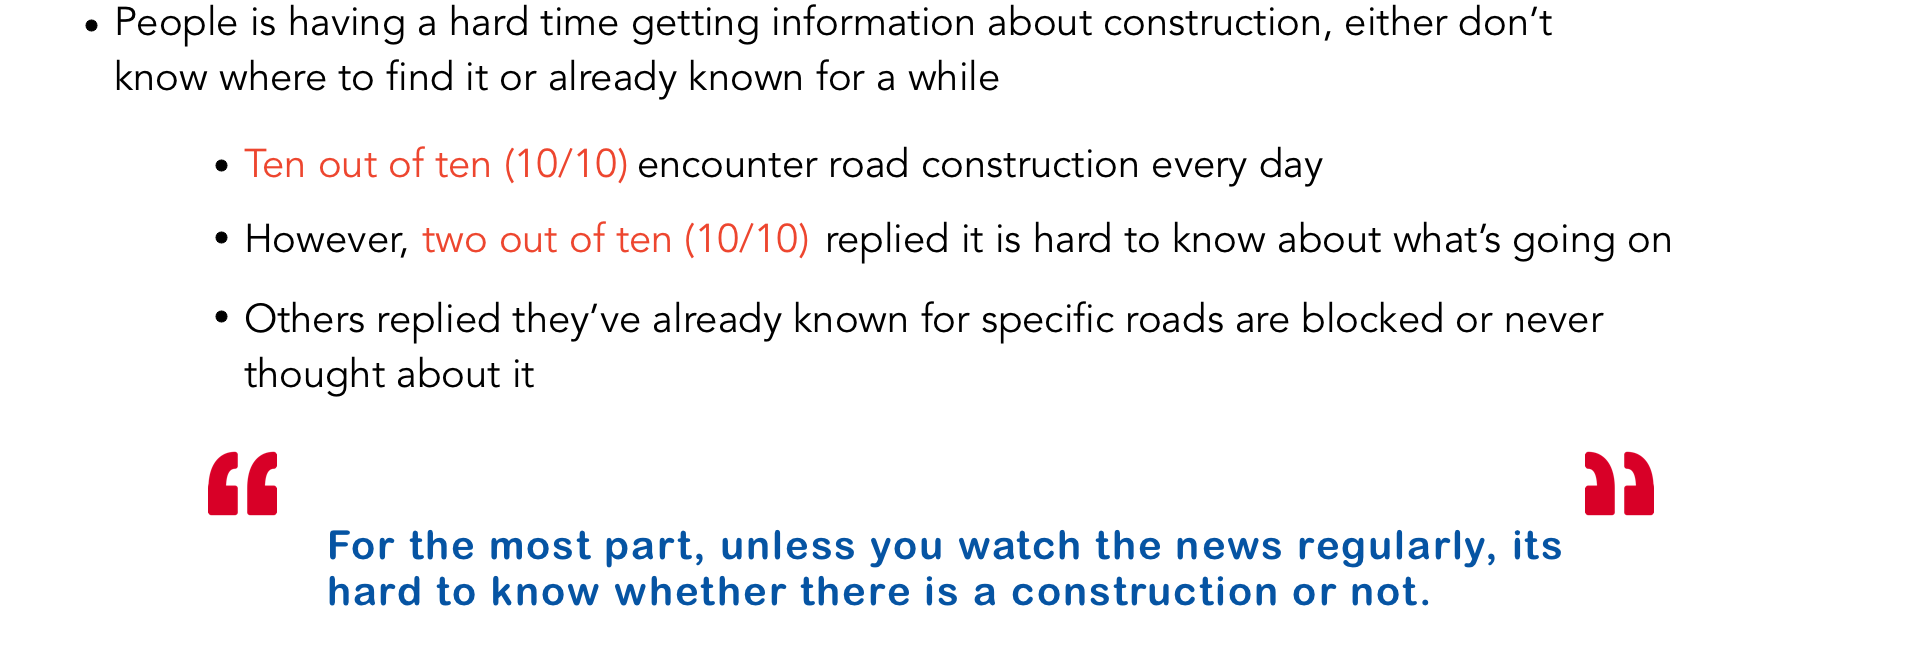 • People is having a hard time getting information about construction, either don’t
know where to find it or already known for a while
• Ten out of ten (10/10) encounter road construction every day
• However, two out of ten (10/10) replied it is hard to know about what’s going on
• Others replied they’ve already known for specific roads are blocked or never
thought about it
“ ”
For the most part, unless you watch the news regularly, its
hard to know whether there is a construction or not.